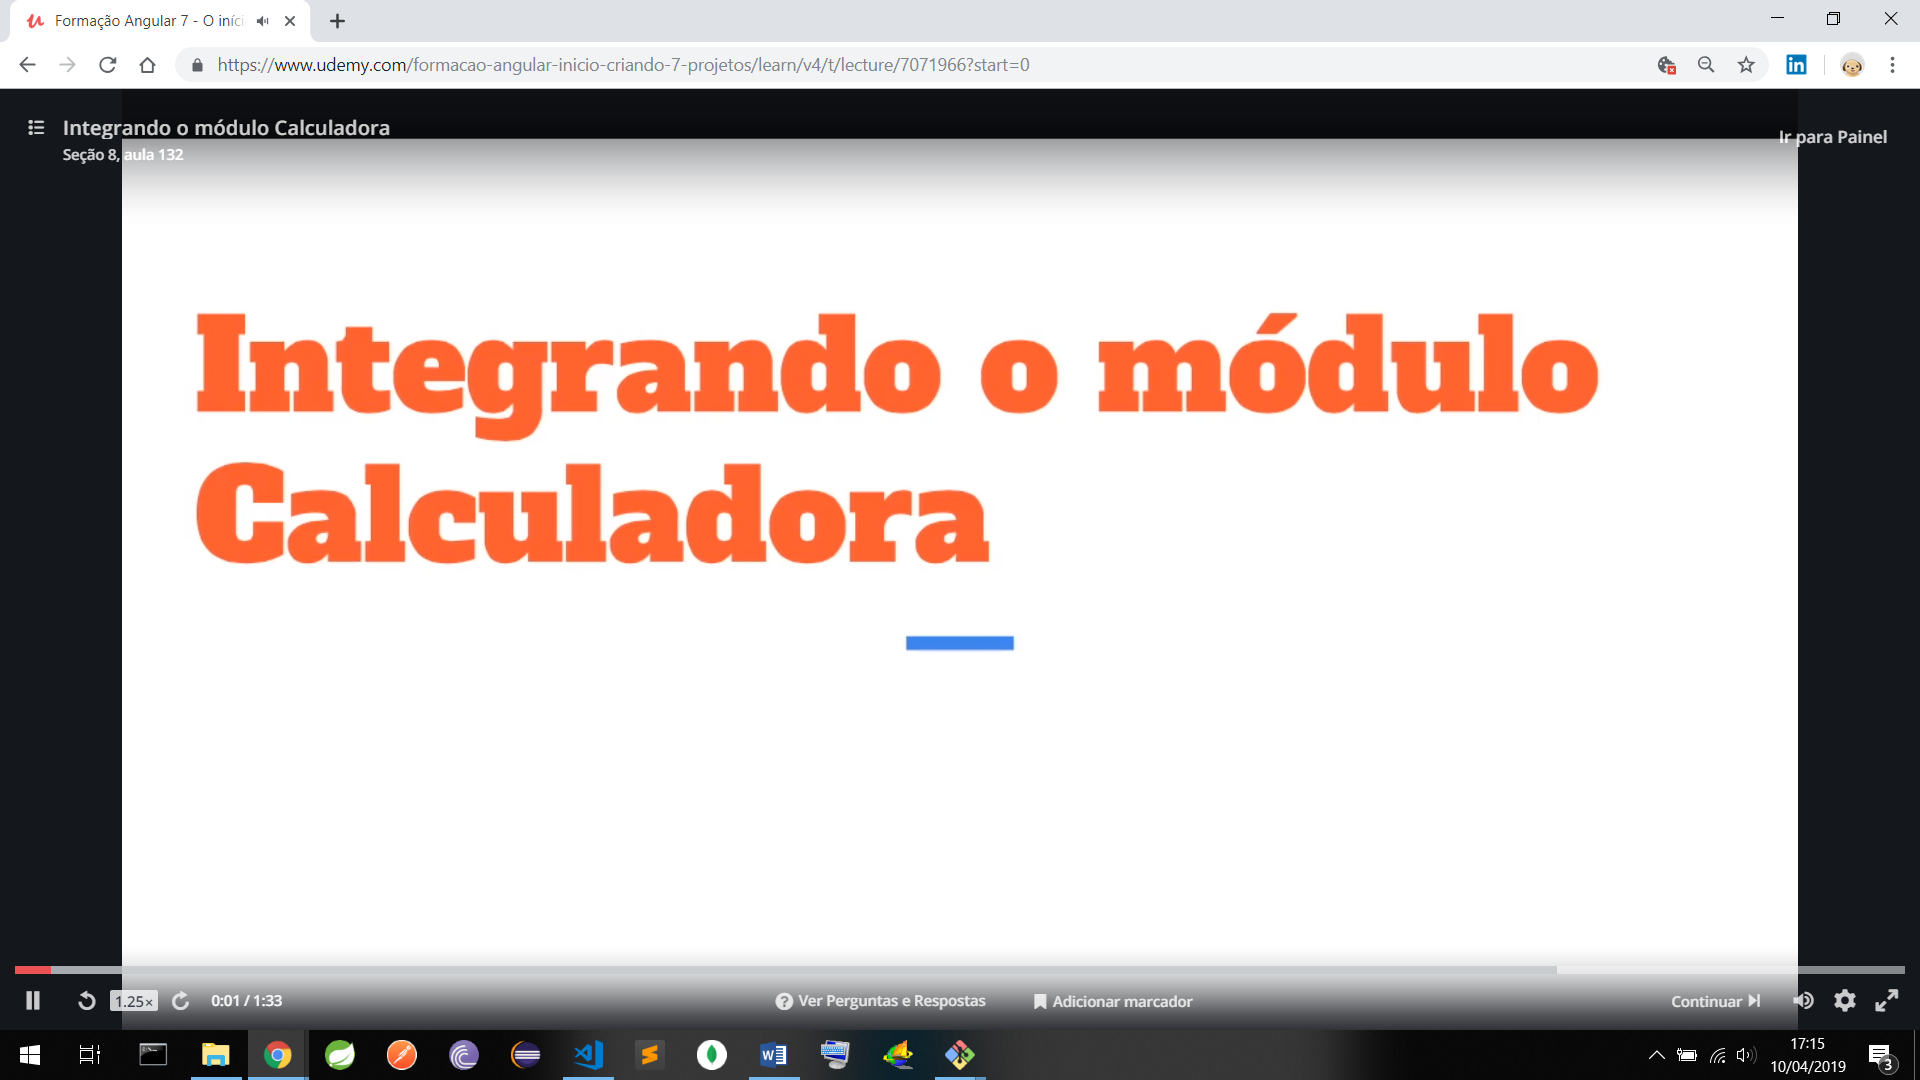 Formação Angular 7 - O iníci
https://www.udemy.com/formacao-angular-inicio-criando-7-projetos/learn/v4/t/lecture/7071966?start=0
Integrando o módulo Calculadora
Seção 8, aula 132
Ir para Painel
Integrando o módulo
Calculadora
1.25×
0:01 / 1:33
Ver Perguntas e Respostas
Adicionar marcador
Continuar
17:15
10/04/2019
3